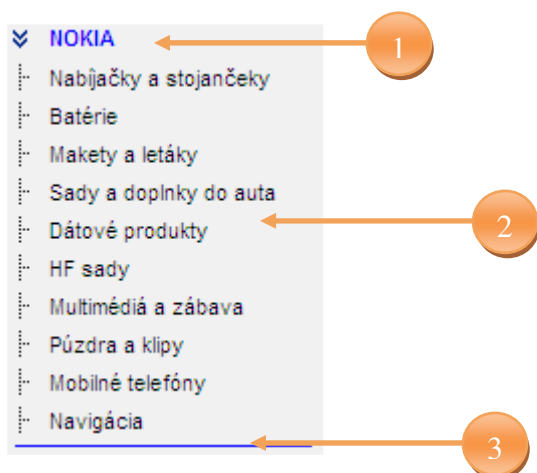 NOKIA
1
Nabíjačky a stojančeky
Batérie
Makety a letáky
Sady a doplnky do auta
Dátové produkty
2
HF sady
Multimédiá a zábava
Púzdra a klipy
Mobilné telefóny
Navigácia
3